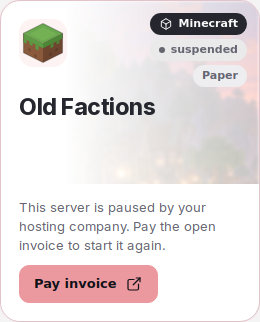 Minecraft
suspended
Paper
Old Factions
This server is paused by your
hosting company. Pay the open
invoice to start it again.
Pay invoice